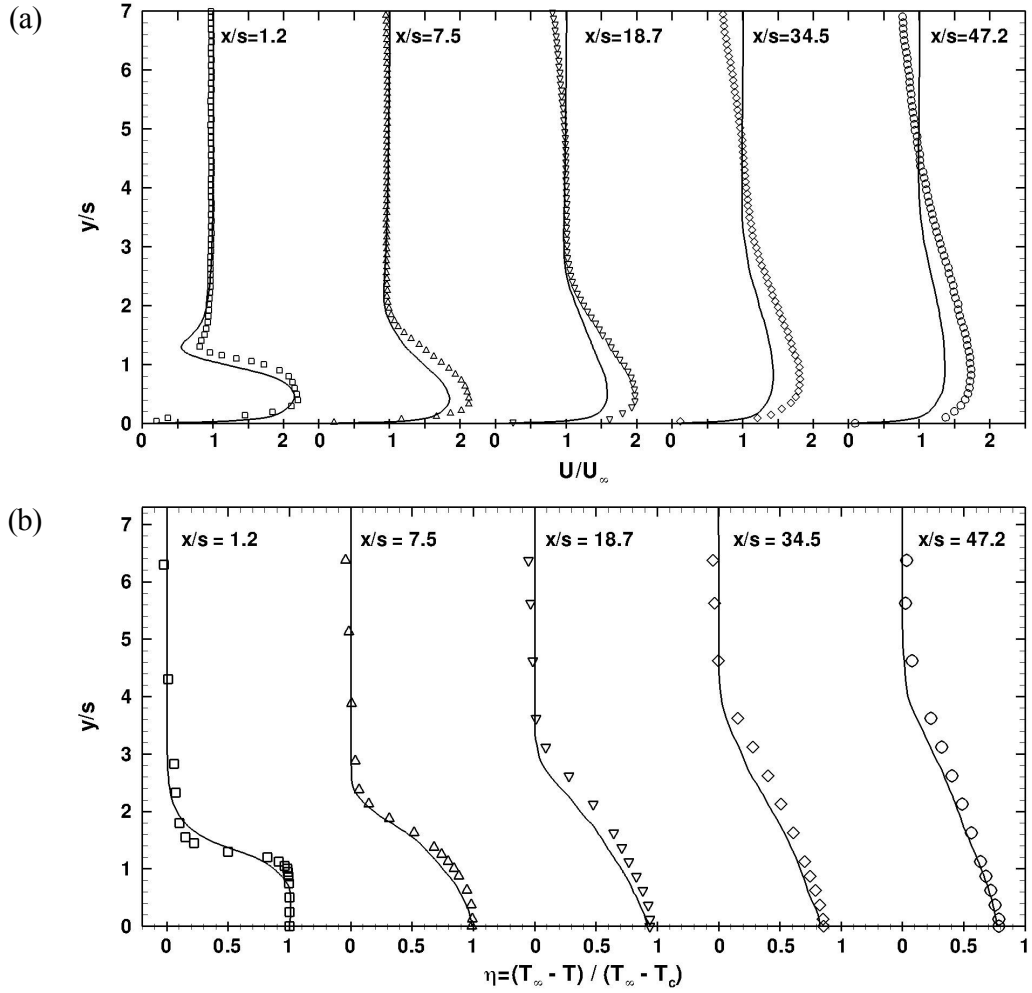 (a)
7
6
5
4
3
2
1
0
y/s
x/s=1.2 x/s=7.5 x/s=18.7 x/s=34.5 x/s=47.2
0 1 2 0 1 2 0 1 2 0 1 2 0 1 2
U/U∞
(b)
7
6
5
4
3
2
1
0
y/s
x/s = 1.2 x/s = 7.5 x/s = 18.7 x/s = 34.5 x/s = 47.2
0 0.5 1 0 0.5 1 0 0.5 1 0 0.5 1 0 0.5 1
η=(T∞ - T) / (T∞ - Tc)